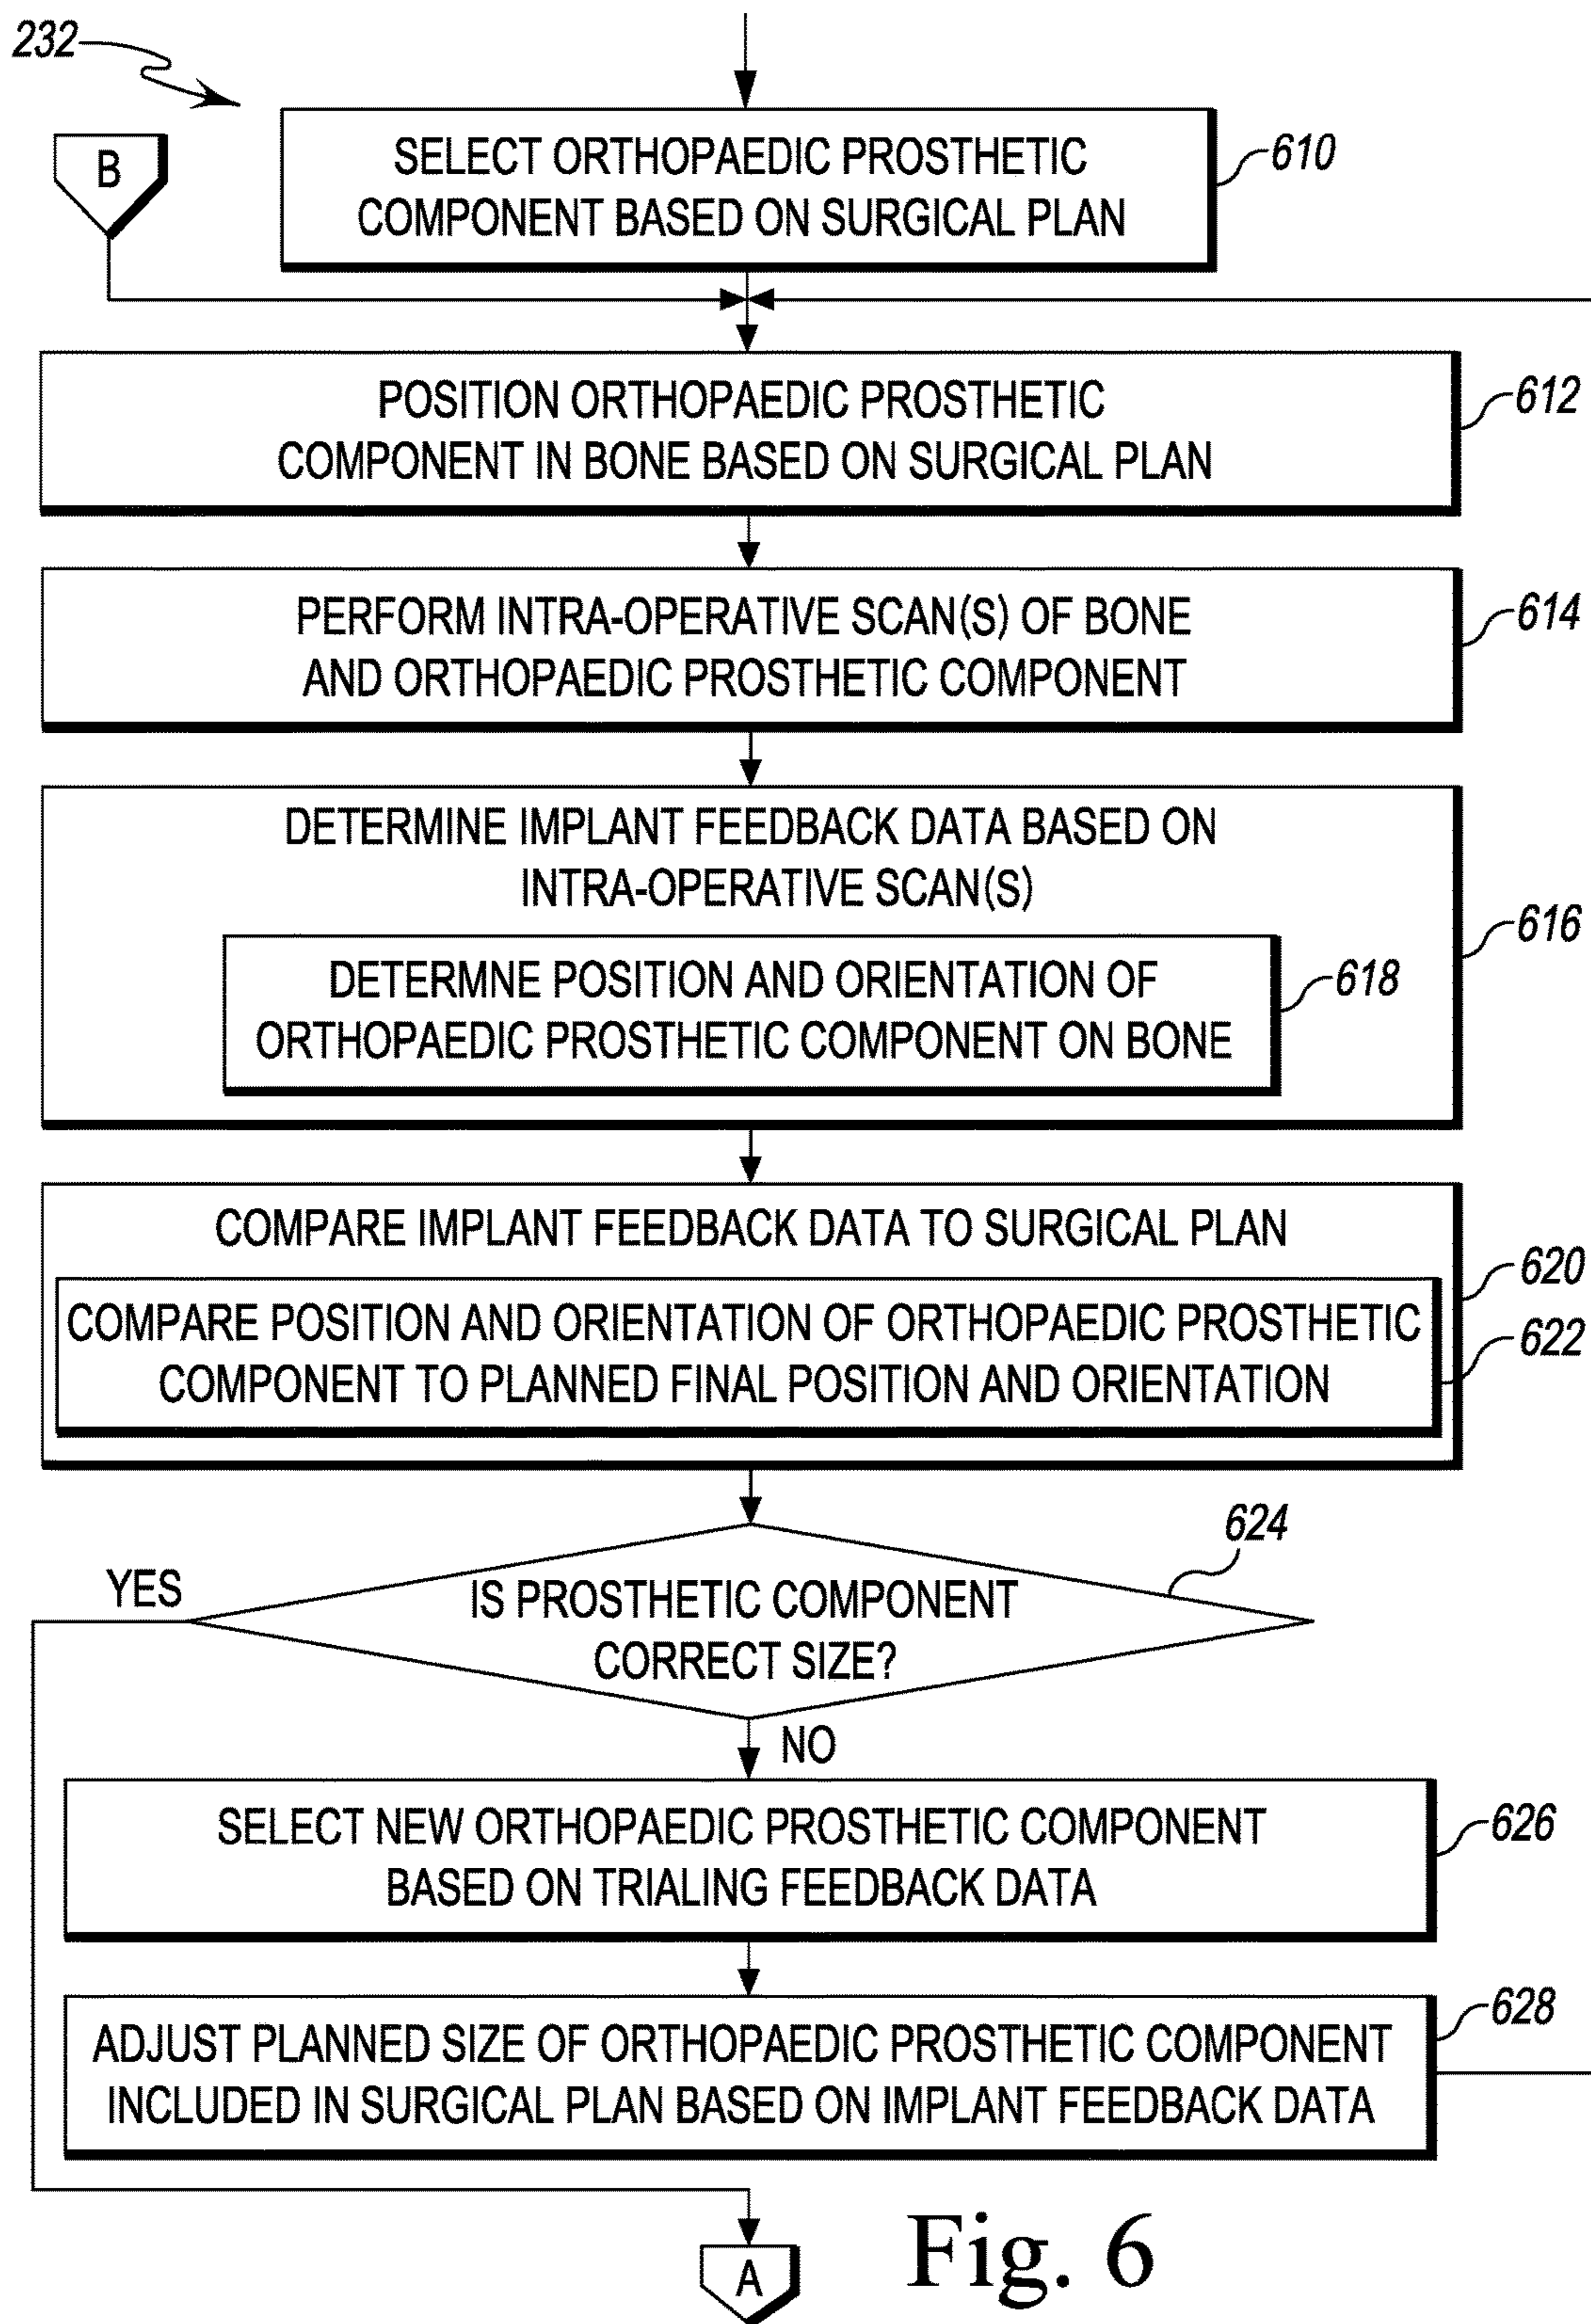 232
SELECT ORTHOPAEDIC PROSTHETIC
COMPONENT BASED ON SURGICAL PLAN
610
B
POSITION ORTHOPAEDIC PROSTHETIC
COMPONENT IN BONE BASED ON SURGICAL PLAN
612
PERFORM INTRA-OPERATIVE SCAN(S) OF BONE
AND ORTHOPAEDIC PROSTHETIC COMPONENT
614
DETERMINE IMPLANT FEEDBACK DATA BASED ON
INTRA-OPERATIVE SCAN(S)
616
DETERMNE POSITION AND ORIENTATION OF
ORTHOPAEDIC PROSTHETIC COMPONENT ON BONE
618
COMPARE IMPLANT FEEDBACK DATA TO SURGICAL PLAN
620
COMPARE POSITION AND ORIENTATION OF ORTHOPAEDIC PROSTHETIC
COMPONENT TO PLANNED FINAL POSITION AND ORIENTATION
622
624
YES
IS PROSTHETIC COMPONENT
CORRECT SIZE?
NO
SELECT NEW ORTHOPAEDIC PROSTHETIC COMPONENT
BASED ON TRIALING FEEDBACK DATA
626
ADJUST PLANNED SIZE OF ORTHOPAEDIC PROSTHETIC COMPONENT
INCLUDED IN SURGICAL PLAN BASED ON IMPLANT FEEDBACK DATA
628
A
Fig. 6